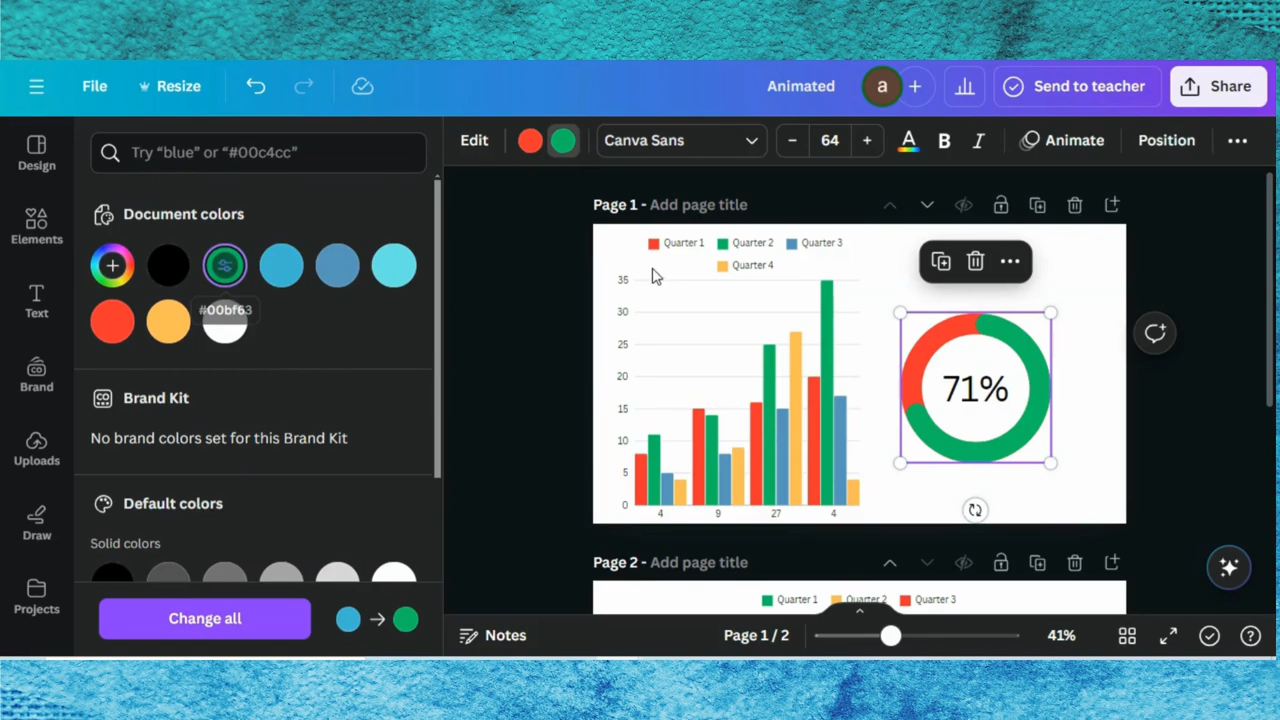 File
Resize
Animated
a
Send to teacher
Share
Design
Elements
Text
Brand
Uploads
Draw
Projects
Try “blue” or “#00c4cc”
Document colors
#00bf63
Brand Kit
No brand colors set for this Brand Kit
Default colors
Solid colors
Change all
Edit
Canva Sans
– 64 +
A B I
Animate
Position
Page 1 - Add page title
Quarter 1 Quarter 2 Quarter 3
Quarter 4
35
30
25
20
15
10
5
0
4 9 27 4
71%
Page 2 - Add page title
Quarter 1 Quarter 2 Quarter 3
Notes
Page 1 / 2
41%